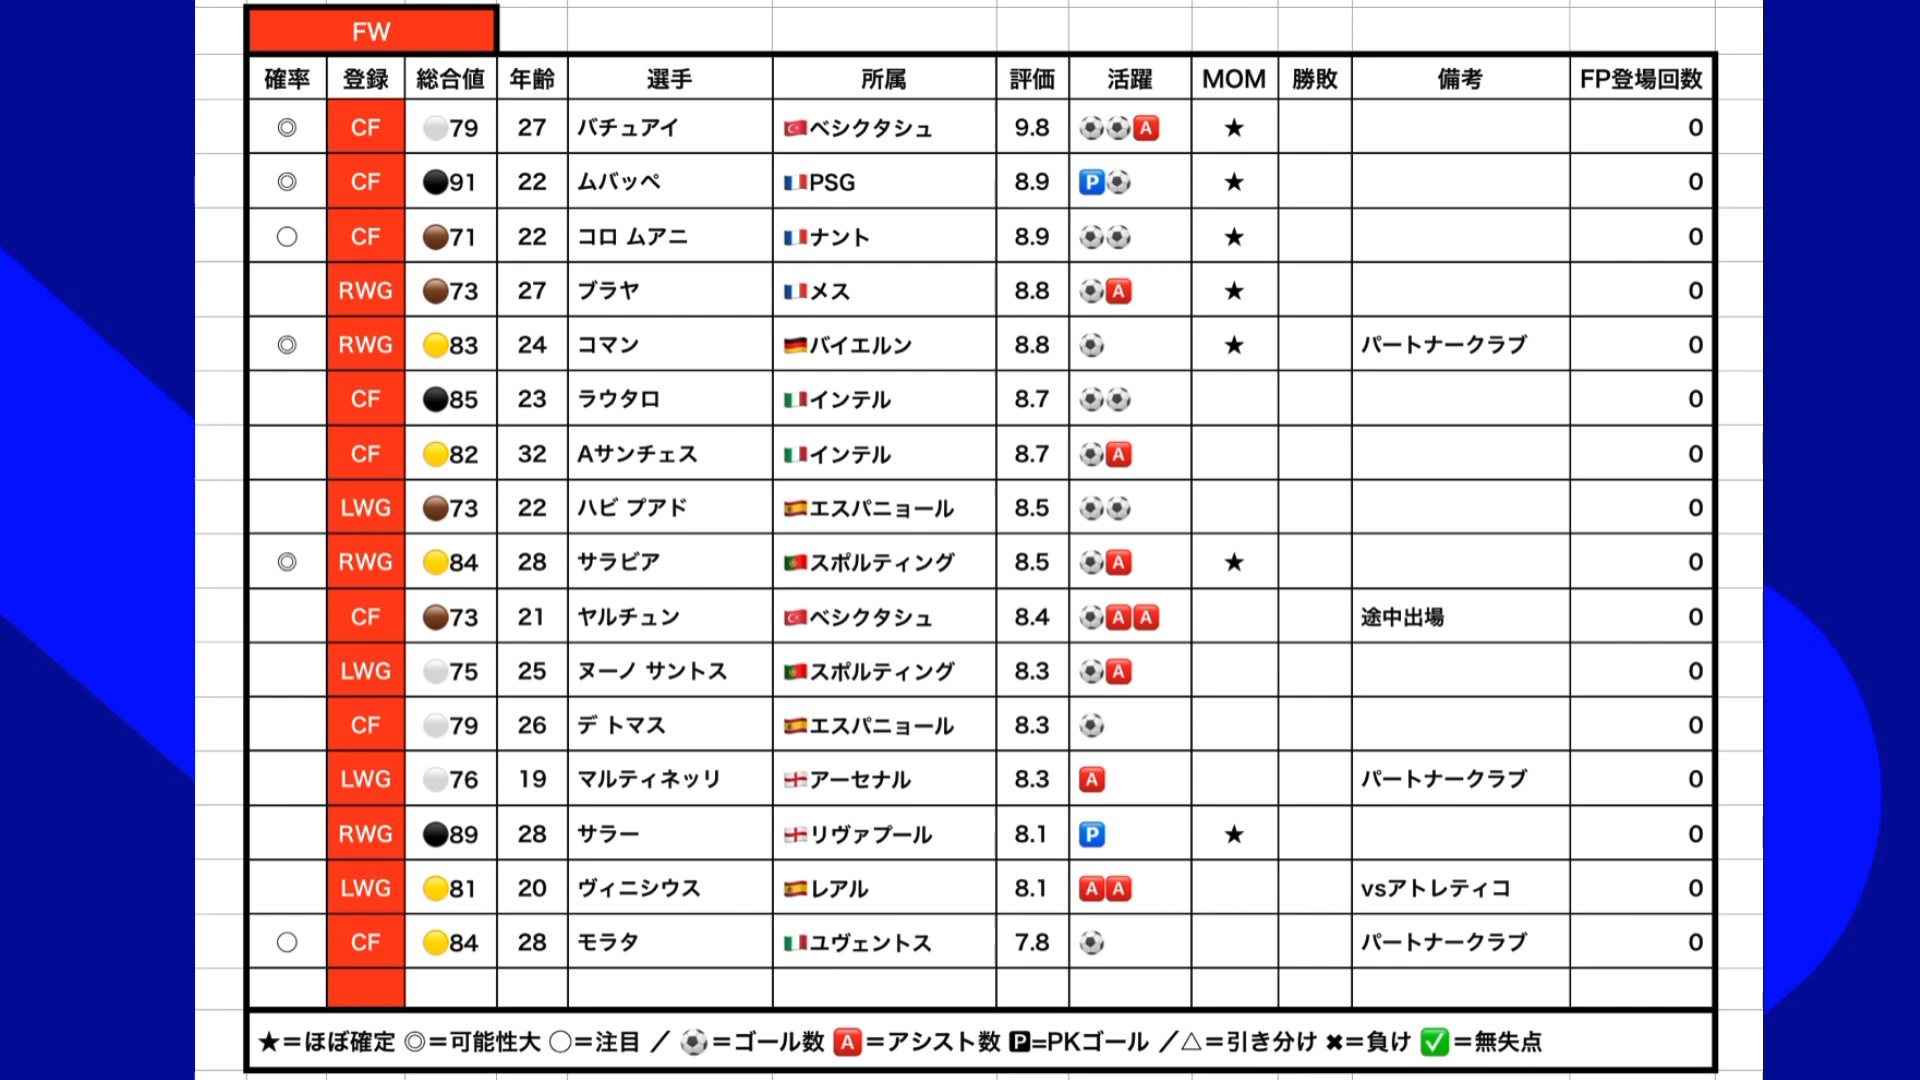 FW
確率 登録 総合値 年齢 選手 所属 評価 活躍 MOM 勝敗 備考 FP登場回数
◎ CF ⚪79 27 バチュアイ 🇹🇷ベシクタシュ 9.8 ⚽⚽🅰 ★ 0
◎ CF ⚫91 22 ムバッペ 🇫🇷PSG 8.9 🅿⚽ ★ 0
○ CF 🟤71 22 コロ ムアニ 🇫🇷ナント 8.9 ⚽⚽ ★ 0
RWG 🟤73 27 ブラヤ 🇫🇷メス 8.8 ⚽🅰 ★ 0
◎ RWG 🟡83 24 コマン 🇩🇪バイエルン 8.8 ⚽ ★ パートナークラブ 0
CF ⚫85 23 ラウタロ 🇮🇹インテル 8.7 ⚽⚽ 0
CF 🟡82 32 Aサンチェス 🇮🇹インテル 8.7 ⚽🅰 0
LWG 🟤73 22 ハビ プアド 🇪🇸エスパニョール 8.5 ⚽⚽ 0
◎ RWG 🟡84 28 サラビア 🇵🇹スポルティング 8.5 ⚽🅰 ★ 0
CF 🟤73 21 ヤルチュン 🇹🇷ベシクタシュ 8.4 ⚽🅰🅰 途中出場 0
LWG ⚪75 25 ヌーノ サントス 🇵🇹スポルティング 8.3 ⚽🅰 0
CF ⚪79 26 デ トマス 🇪🇸エスパニョール 8.3 ⚽ 0
LWG ⚪76 19 マルティネッリ 🏴󠁧󠁢󠁥󠁮󠁧󠁿アーセナル 8.3 🅰 パートナークラブ 0
RWG ⚫89 28 サラー 🏴󠁧󠁢󠁥󠁮󠁧󠁿リヴァプール 8.1 🅿 ★ 0
LWG 🟡81 20 ヴィニシウス 🇪🇸レアル 8.1 🅰🅰 vsアトレティコ 0
○ CF 🟡84 28 モラタ 🇮🇹ユヴェントス 7.8 ⚽ パートナークラブ 0
★=ほぼ確定 ◎=可能性大 ○=注目 ／ ⚽=ゴール数 🅰=アシスト数 🅿=PKゴール ／△=引き分け ✖=負け ✅=無失点